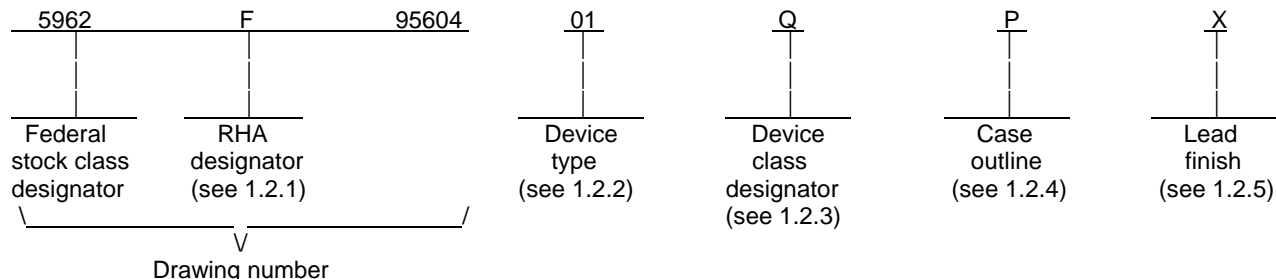 5962 F 95604 01 Q P X
Federal RHA Device Device Case Lead
stock class designator type class outline finish
designator (see 1.2.1) (see 1.2.2) designator (see 1.2.4) (see 1.2.5)
(see 1.2.3)
Drawing number